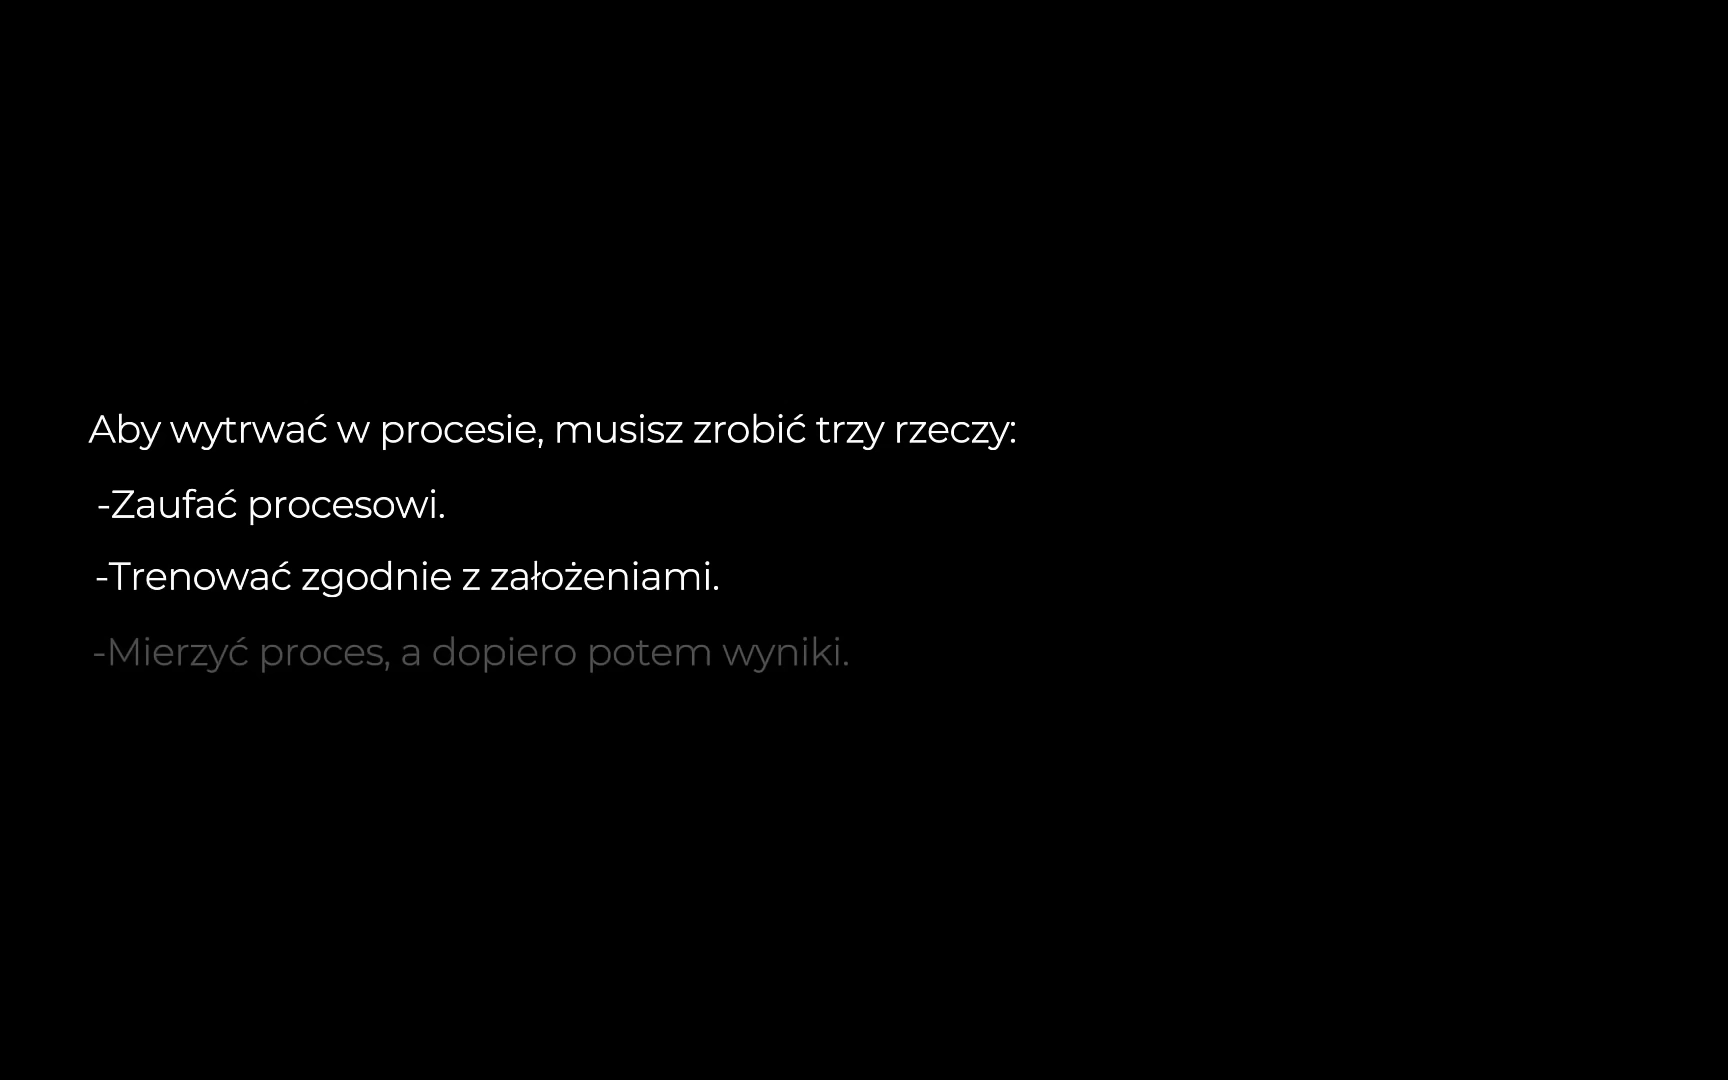 Aby wytrwać w procesie, musisz zrobić trzy rzeczy:
-Zaufać procesowi.
-Trenować zgodnie z założeniami.
-Mierzyć proces, a dopiero potem wyniki.